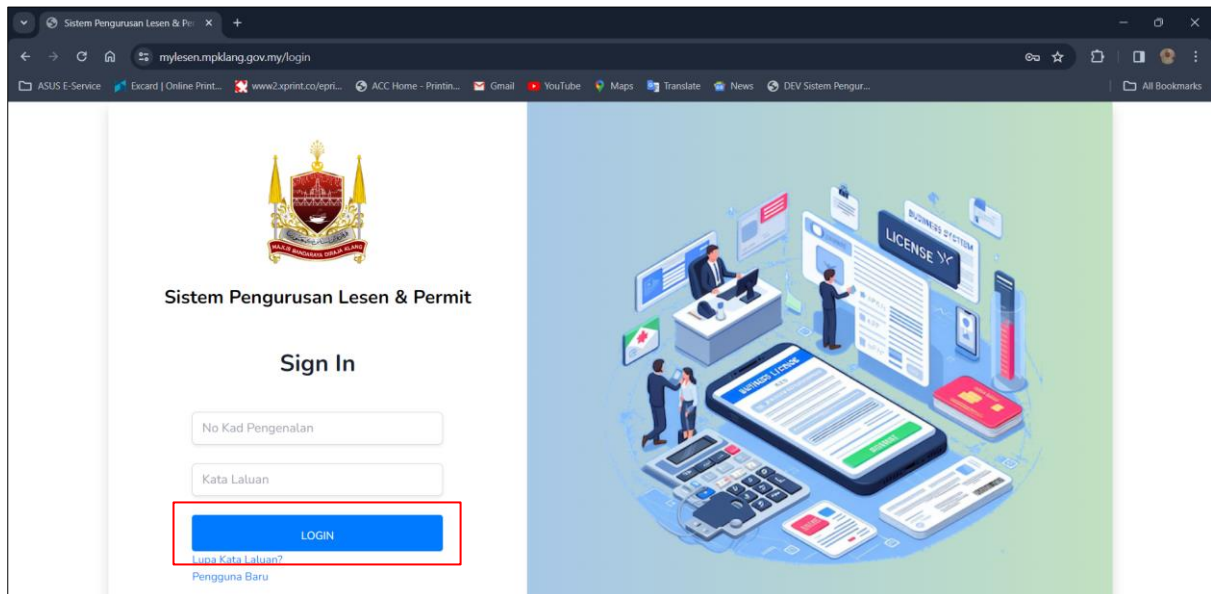 Sistem Pengurusan Lesen & Per
mylesen.mpklang.gov.my/login
ASUS E-Service Excard | Online Print... www2.xprint.co/epri... ACC Home - Printin... Gmail YouTube Maps Translate News DEV Sistem Pengur... All Bookmarks
MAJLIS BANDARAYA DIRAJA KLANG
Sistem Pengurusan Lesen & Permit
Sign In
No Kad Pengenalan
Kata Laluan
LOGIN
Lupa Kata Laluan?
Pengguna Baru
BUSINESS SYSTEM
LICENSE
BUSINESS LICENSE